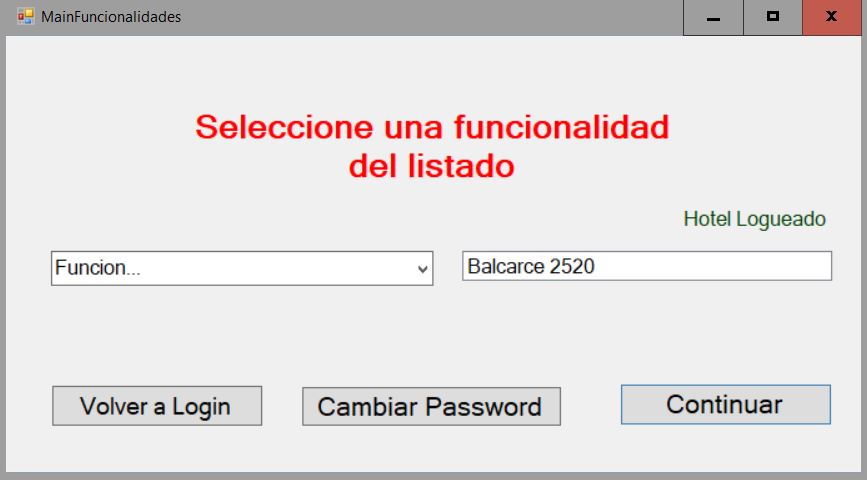 MainFuncionalidades
Seleccione una funcionalidad
del listado
Hotel Logueado
Funcion...
Balcarce 2520
Volver a Login
Cambiar Password
Continuar